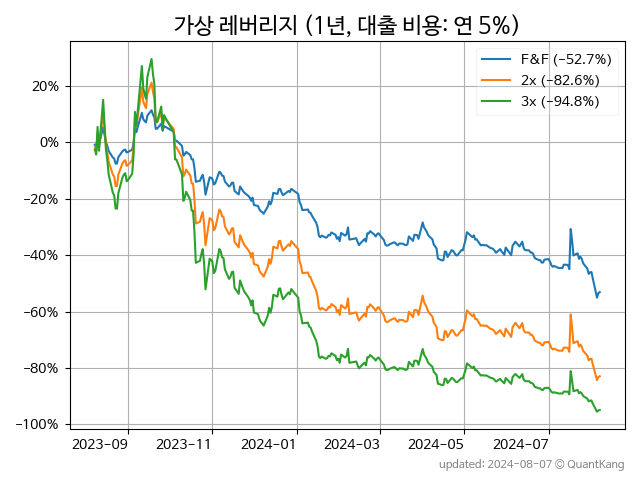 가상 레버리지 (1년, 대출 비용: 연 5%)
F&F (−52.7%)
2x (−82.6%)
3x (−94.8%)
20%
0%
−20%
−40%
−60%
−80%
−100%
2023-09
2023-11
2024-01
2024-03
2024-05
2024-07
updated: 2024-08-07 © QuantKang